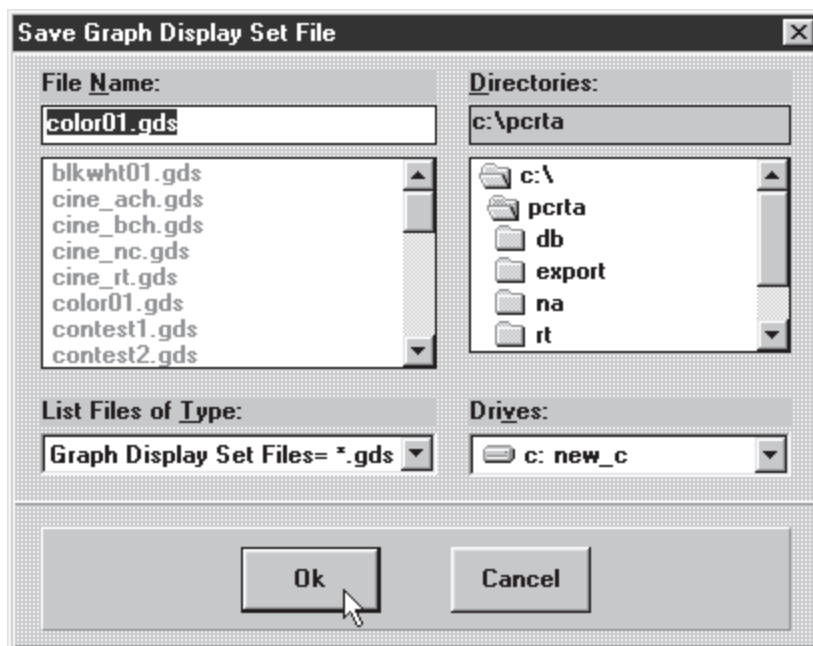 Save Graph Display Set File
File Name:
color01.gds
blkwht01.gds
cine_ach.gds
cine_bch.gds
cine_nc.gds
cine_rt.gds
color01.gds
contest1.gds
contest2.gds
Directories:
c:\pcrta
c:\
pcrta
db
export
na
rt
List Files of Type:
Graph Display Set Files= *.gds
Drives:
c: new_c
Ok
Cancel